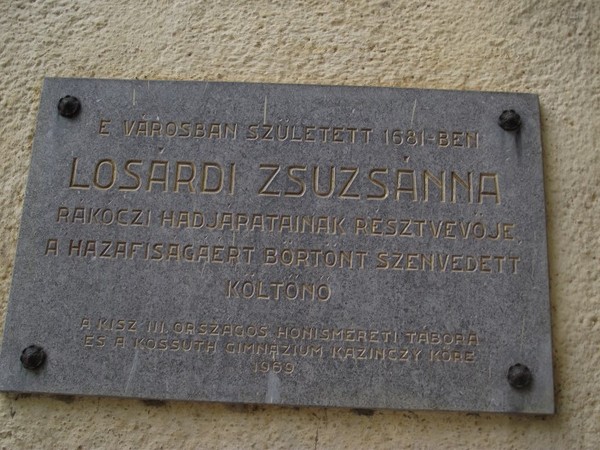 E VÁROSBAN SZÜLETETT 1681-BEN
LOSÁRDI ZSUZSÁNNA
RÁKÓCZI HADJÁRATAINAK RÉSZTVEVŐJE.
A HAZAFISÁGÁÉRT BÖRTÖNT SZENVEDETT
KÖLTŐNŐ
A KISZ III. ORSZÁGOS HONISMERETI TÁBORA
ÉS A KOSSUTH GIMNÁZIUM KAZINCZY KÖRE
1969